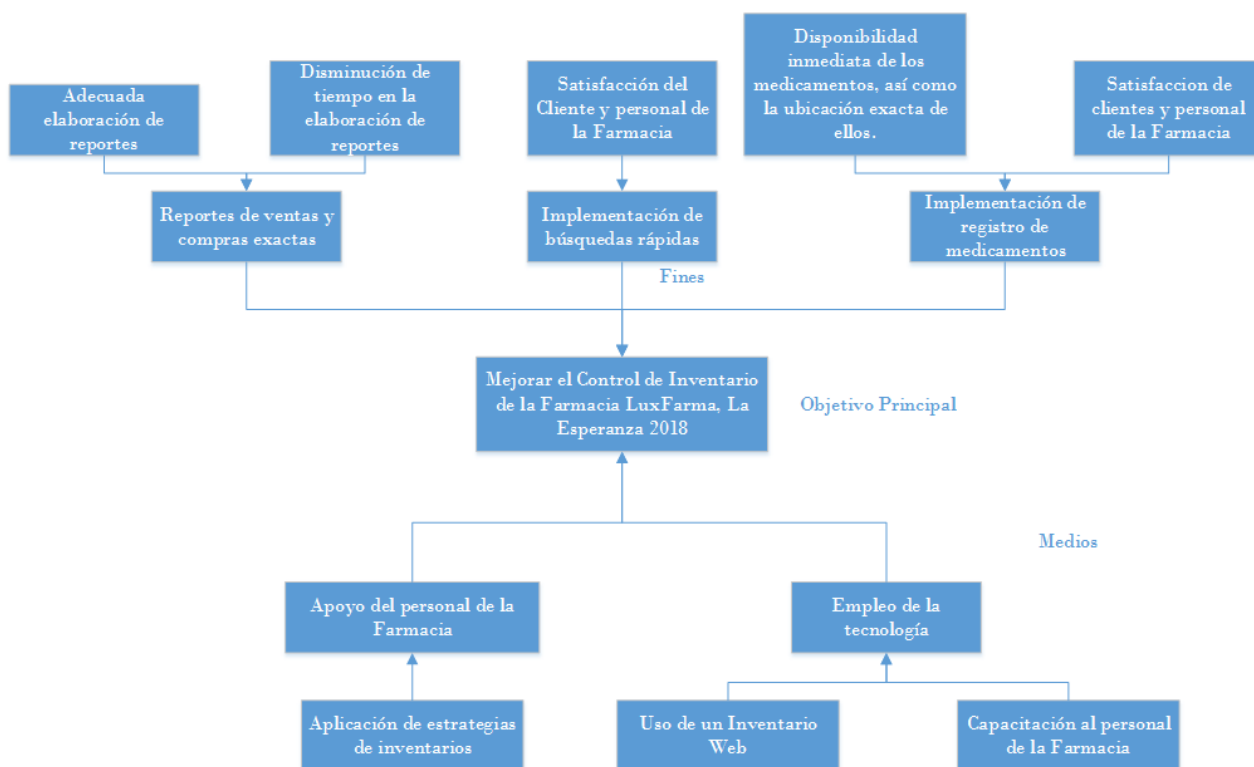 Adecuada
elaboración de
reportes
Disminución de
tiempo en la
elaboración de
reportes
Satisfacción del
Cliente y personal de
la Farmacia
Disponibilidad
inmediata de los
medicamentos, así como
la ubicación exacta de
ellos.
Satisfaccion de
clientes y personal
de la Farmacia
Reportes de ventas y
compras exactas
Implementación de
búsquedas rápidas
Implementación de
registro de
medicamentos
Fines
Mejorar el Control de Inventario
de la Farmacia LuxFarma, La
Esperanza 2018
Objetivo Principal
Medios
Apoyo del personal de la
Farmacia
Empleo de la
tecnología
Aplicación de estrategias
de inventarios
Uso de un Inventario
Web
Capacitación al personal
de la Farmacia